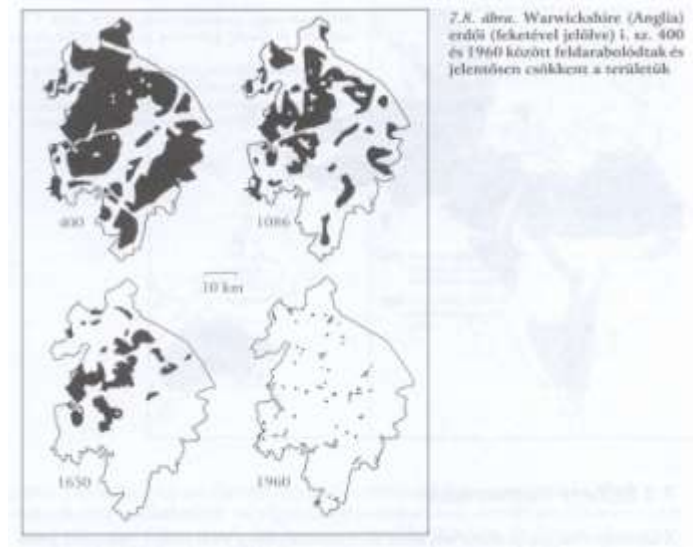 7.8. ábra. Warwickshire (Anglia)
erdői (feketével jelölve) i. sz. 400
és 1960 között feldarabolódtak és
jelentősen csökkent a területük
400
1086
10 km
1650
1960